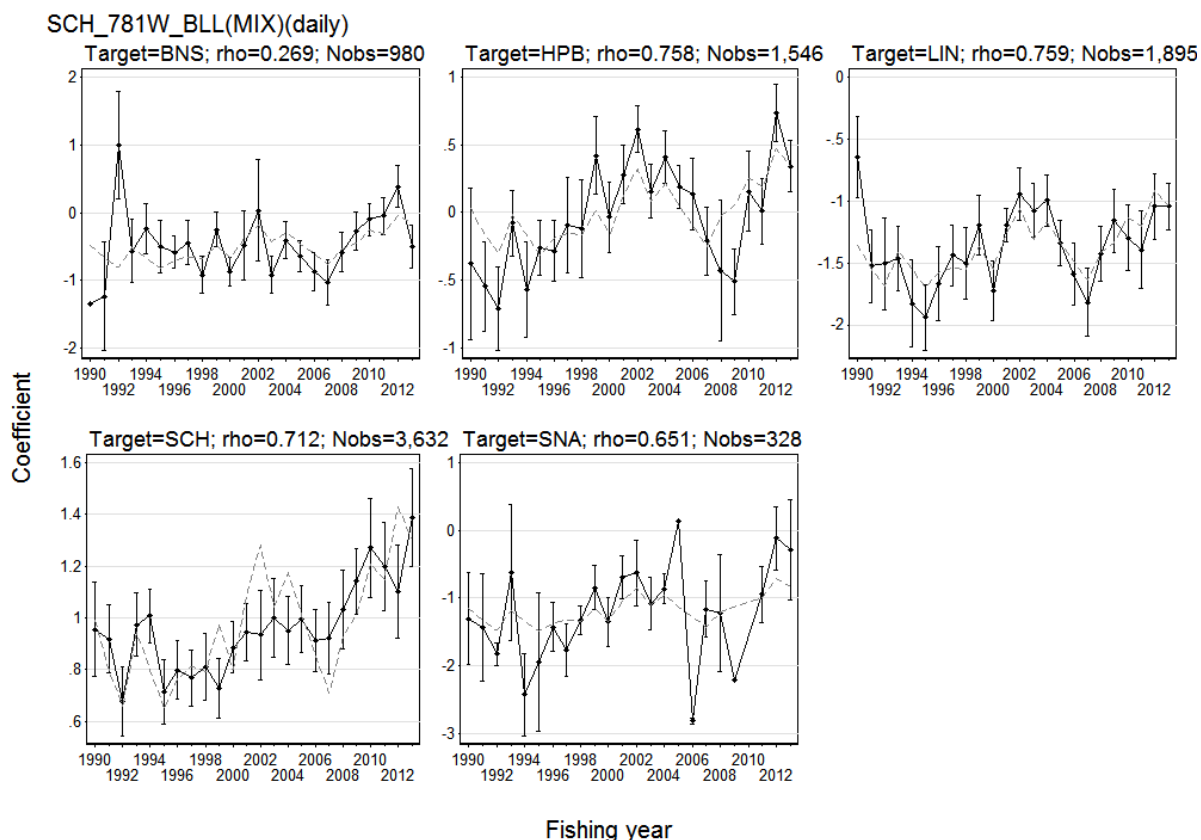 SCH_781W_BLL(MIX)(daily)
Target=BNS; rho=0.269; Nobs=980
Target=HPB; rho=0.758; Nobs=1,546
Target=LIN; rho=0.759; Nobs=1,895
2
1
0
-1
-2
1990 1994 1998 2002 2006 2010
1992 1996 2000 2004 2008 2012
1
.5
0
-.5
-1
1990 1994 1998 2002 2006 2010
1992 1996 2000 2004 2008 2012
0
-.5
-1
-1.5
-2
1990 1994 1998 2002 2006 2010
1992 1996 2000 2004 2008 2012
Coefficient
Target=SCH; rho=0.712; Nobs=3,632
Target=SNA; rho=0.651; Nobs=328
1.6
1.4
1.2
1
.8
.6
1990 1994 1998 2002 2006 2010
1992 1996 2000 2004 2008 2012
1
0
-1
-2
-3
1990 1994 1998 2002 2006 2010
1992 1996 2000 2004 2008 2012
Fishing year